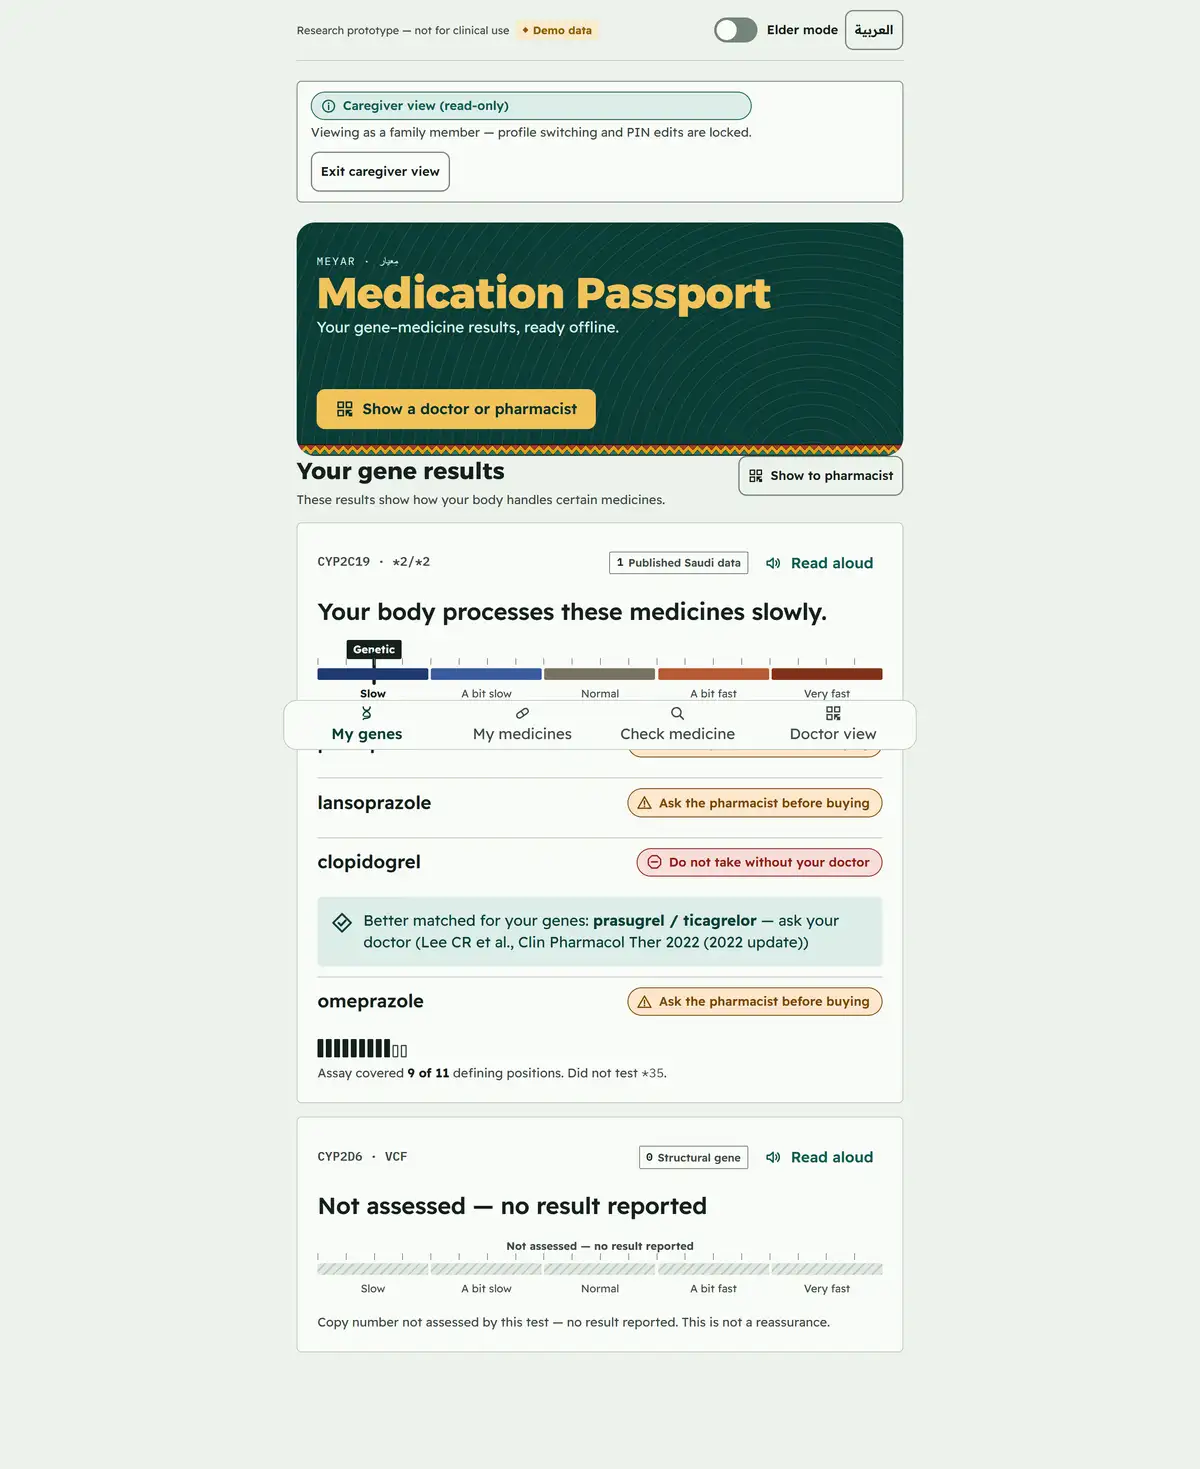 Research prototype — not for clinical use
Demo data
Elder mode
العربية
Caregiver view (read-only)
Viewing as a family member — profile switching and PIN edits are locked.
Exit caregiver view
MEYAR · معيار
Medication Passport
Your gene–medicine results, ready offline.
Show a doctor or pharmacist
Your gene results
Show to pharmacist
These results show how your body handles certain medicines.
CYP2C19 · *2/*2
1 Published Saudi data
Read aloud
Your body processes these medicines slowly.
Genetic
Slow
A bit slow
Normal
A bit fast
Very fast
My genes
My medicines
Check medicine
Doctor view
lansoprazole
Ask the pharmacist before buying
clopidogrel
Do not take without your doctor
Better matched for your genes: prasugrel / ticagrelor — ask your
doctor (Lee CR et al., Clin Pharmacol Ther 2022 (2022 update))
omeprazole
Ask the pharmacist before buying
Assay covered 9 of 11 defining positions. Did not test *35.
CYP2D6 · VCF
0 Structural gene
Read aloud
Not assessed — no result reported
Not assessed — no result reported
Slow
A bit slow
Normal
A bit fast
Very fast
Copy number not assessed by this test — no result reported. This is not a reassurance.